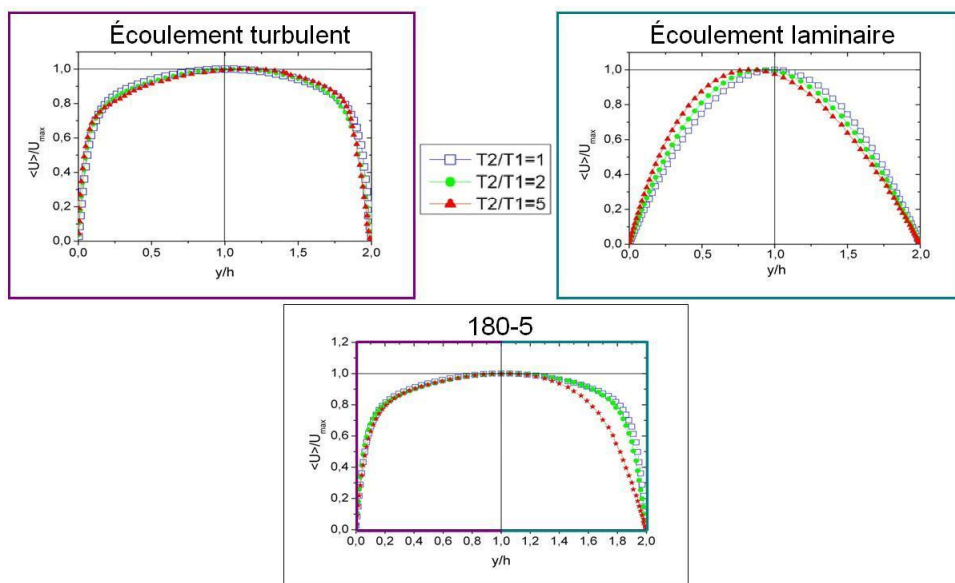 Écoulement turbulent
1,0
0,8
0,6
0,4
0,2
0,0
<U>/Umax
0,0 0,5 1,0 1,5 2,0
y/h
T2/T1=1
T2/T1=2
T2/T1=5
Écoulement laminaire
1,0
0,8
0,6
0,4
0,2
0,0
<U>/Umax
0,0 0,5 1,0 1,5 2,0
y/h
180-5
1,2
1,0
0,8
0,6
0,4
0,2
0,0
<U>/Umax
0,0 0,2 0,4 0,6 0,8 1,0 1,2 1,4 1,6 1,8 2,0
y/h